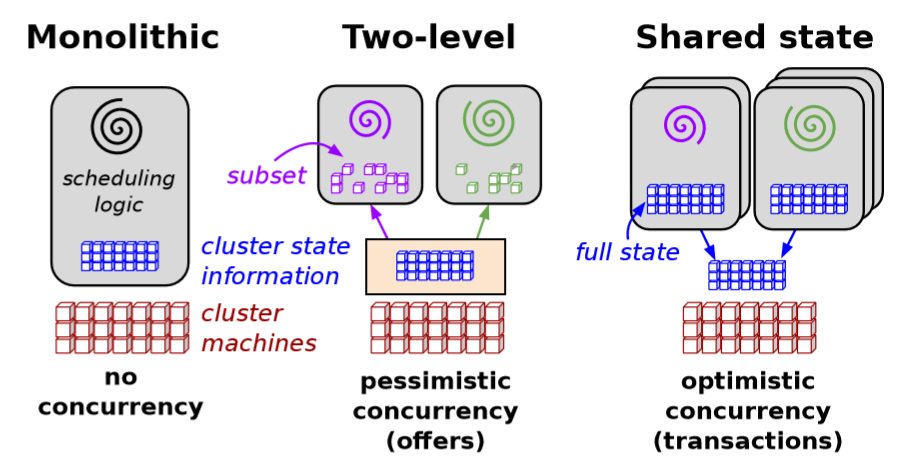 Monolithic
scheduling
logic
cluster state
information
cluster
machines
no
concurrency
Two-level
subset
pessimistic
concurrency
(offers)
Shared state
full state
optimistic
concurrency
(transactions)